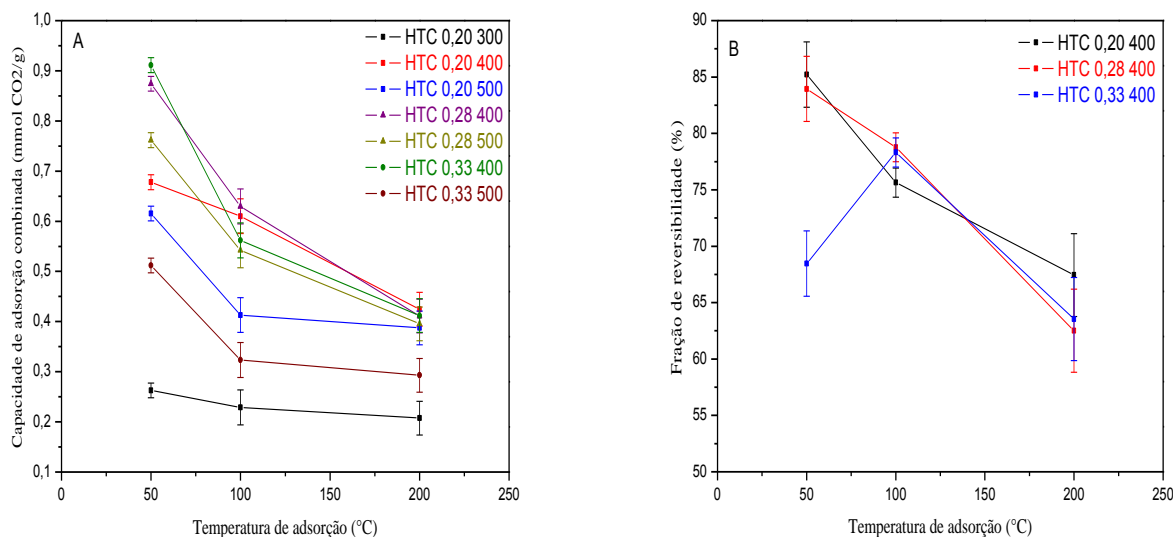 A
HTC 0,20 300
HTC 0,20 400
HTC 0,20 500
HTC 0,28 400
HTC 0,28 500
HTC 0,33 400
HTC 0,33 500
Capacidade de adsorção combinada (mmol CO2/g)
1,0
0,9
0,8
0,7
0,6
0,5
0,4
0,3
0,2
0,1
0 50 100 150 200 250
Temperatura de adsorção (°C)
B
HTC 0,20 400
HTC 0,28 400
HTC 0,33 400
Fração de reversibilidade (%)
90
85
80
75
70
65
60
55
50
0 50 100 150 200 250
Temperatura de adsorção (°C)